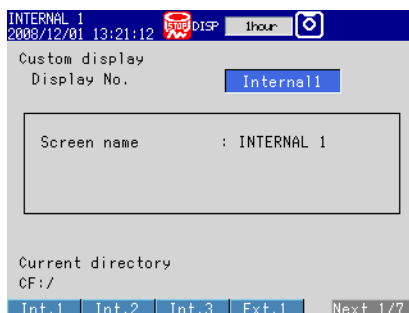 INTERNAL 1
2008/12/01 13:21:12 STOP DISP 1hour
Custom display
Display No. Internal1
Screen name : INTERNAL 1
Current directory
CF:/
Int.1 Int.2 Int.3 Ext.1 Next 1/7